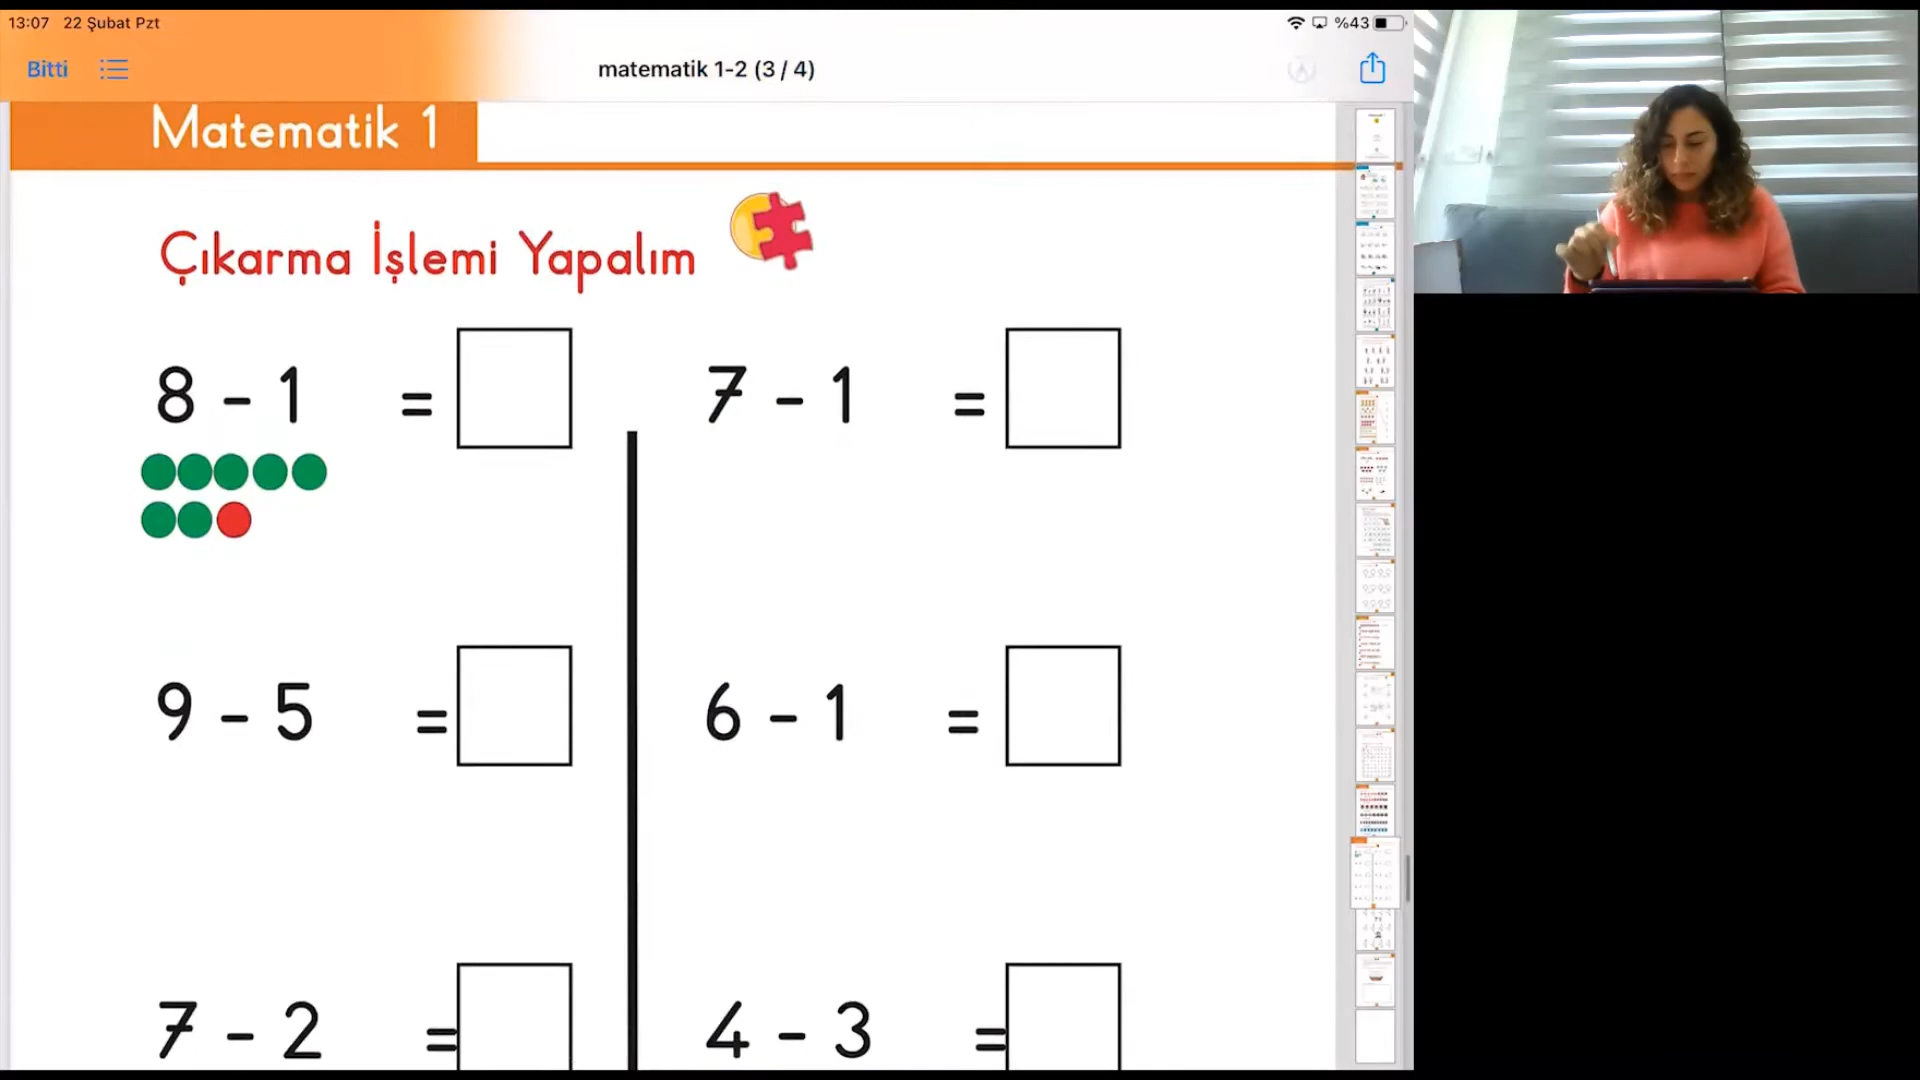 13:07 22 Şubat Pzt %43
Bitti matematik 1-2 (3 / 4)
Matematik 1
Çıkarma İşlemi Yapalım
8 - 1 = 7 - 1 =
9 - 5 = 6 - 1 =
7 - 2 = 4 - 3 =